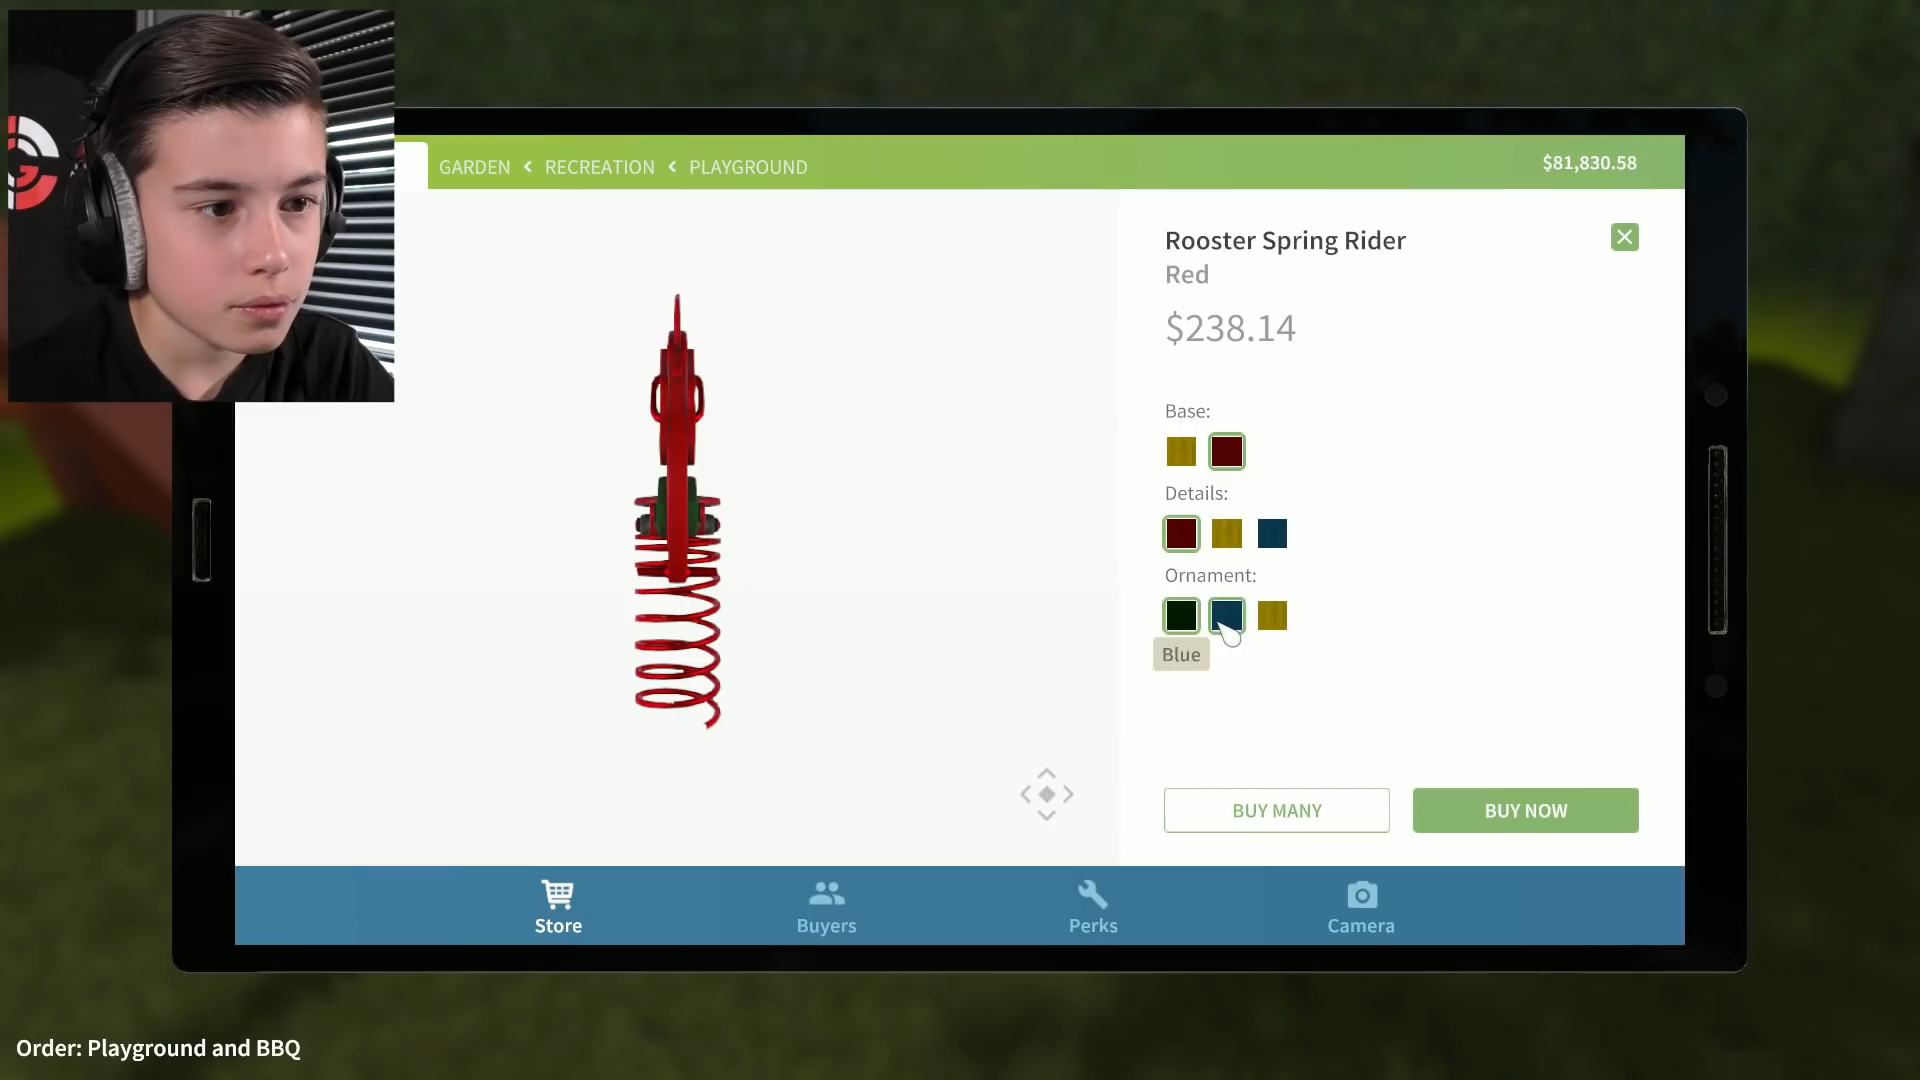 GARDEN < RECREATION < PLAYGROUND
$81,830.58
Rooster Spring Rider
Red
$238.14
Base:
Details:
Ornament:
Blue
BUY MANY
BUY NOW
Store
Buyers
Perks
Camera
Order: Playground and BBQ